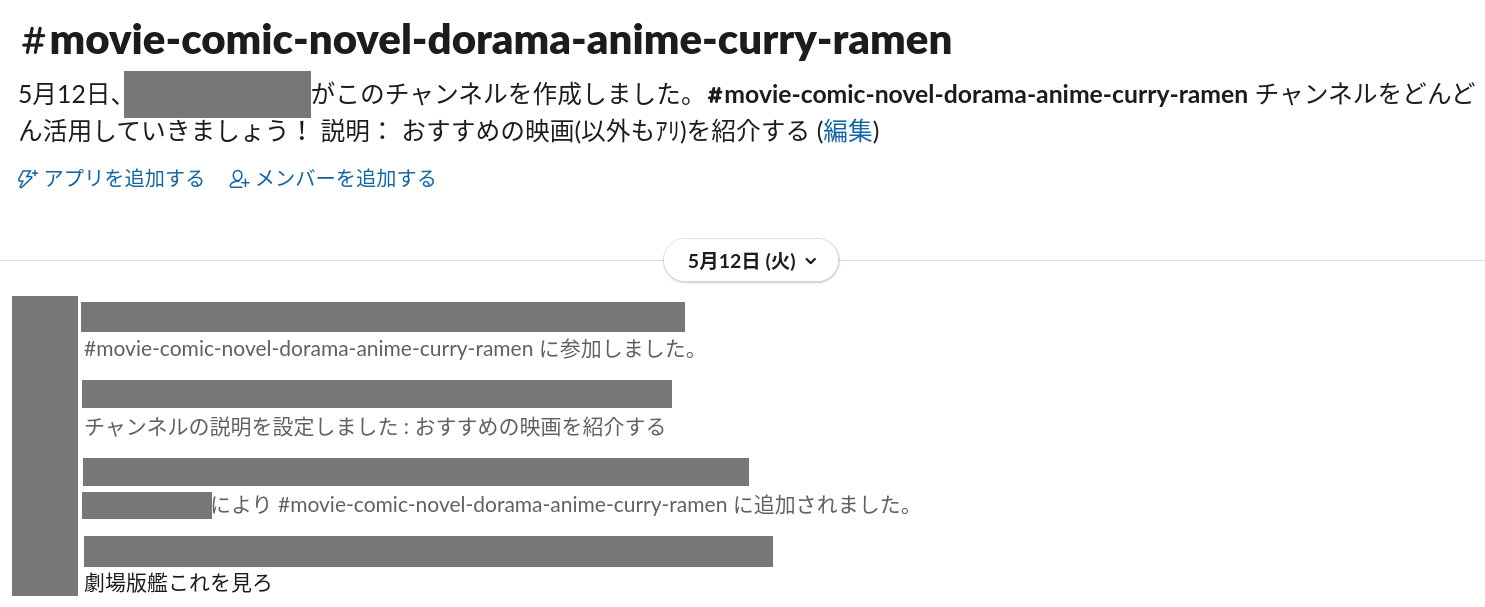 #movie-comic-novel-dorama-anime-curry-ramen
5月12日、がこのチャンネルを作成しました。#movie-comic-novel-dorama-anime-curry-ramen チャンネルをどんど
ん活用していきましょう！ 説明： おすすめの映画(以外もｱﾘ)を紹介する (編集)
アプリを追加する メンバーを追加する
5月12日 (火)
#movie-comic-novel-dorama-anime-curry-ramen に参加しました。
チャンネルの説明を設定しました : おすすめの映画を紹介する
により #movie-comic-novel-dorama-anime-curry-ramen に追加されました。
劇場版艦これを見ろ